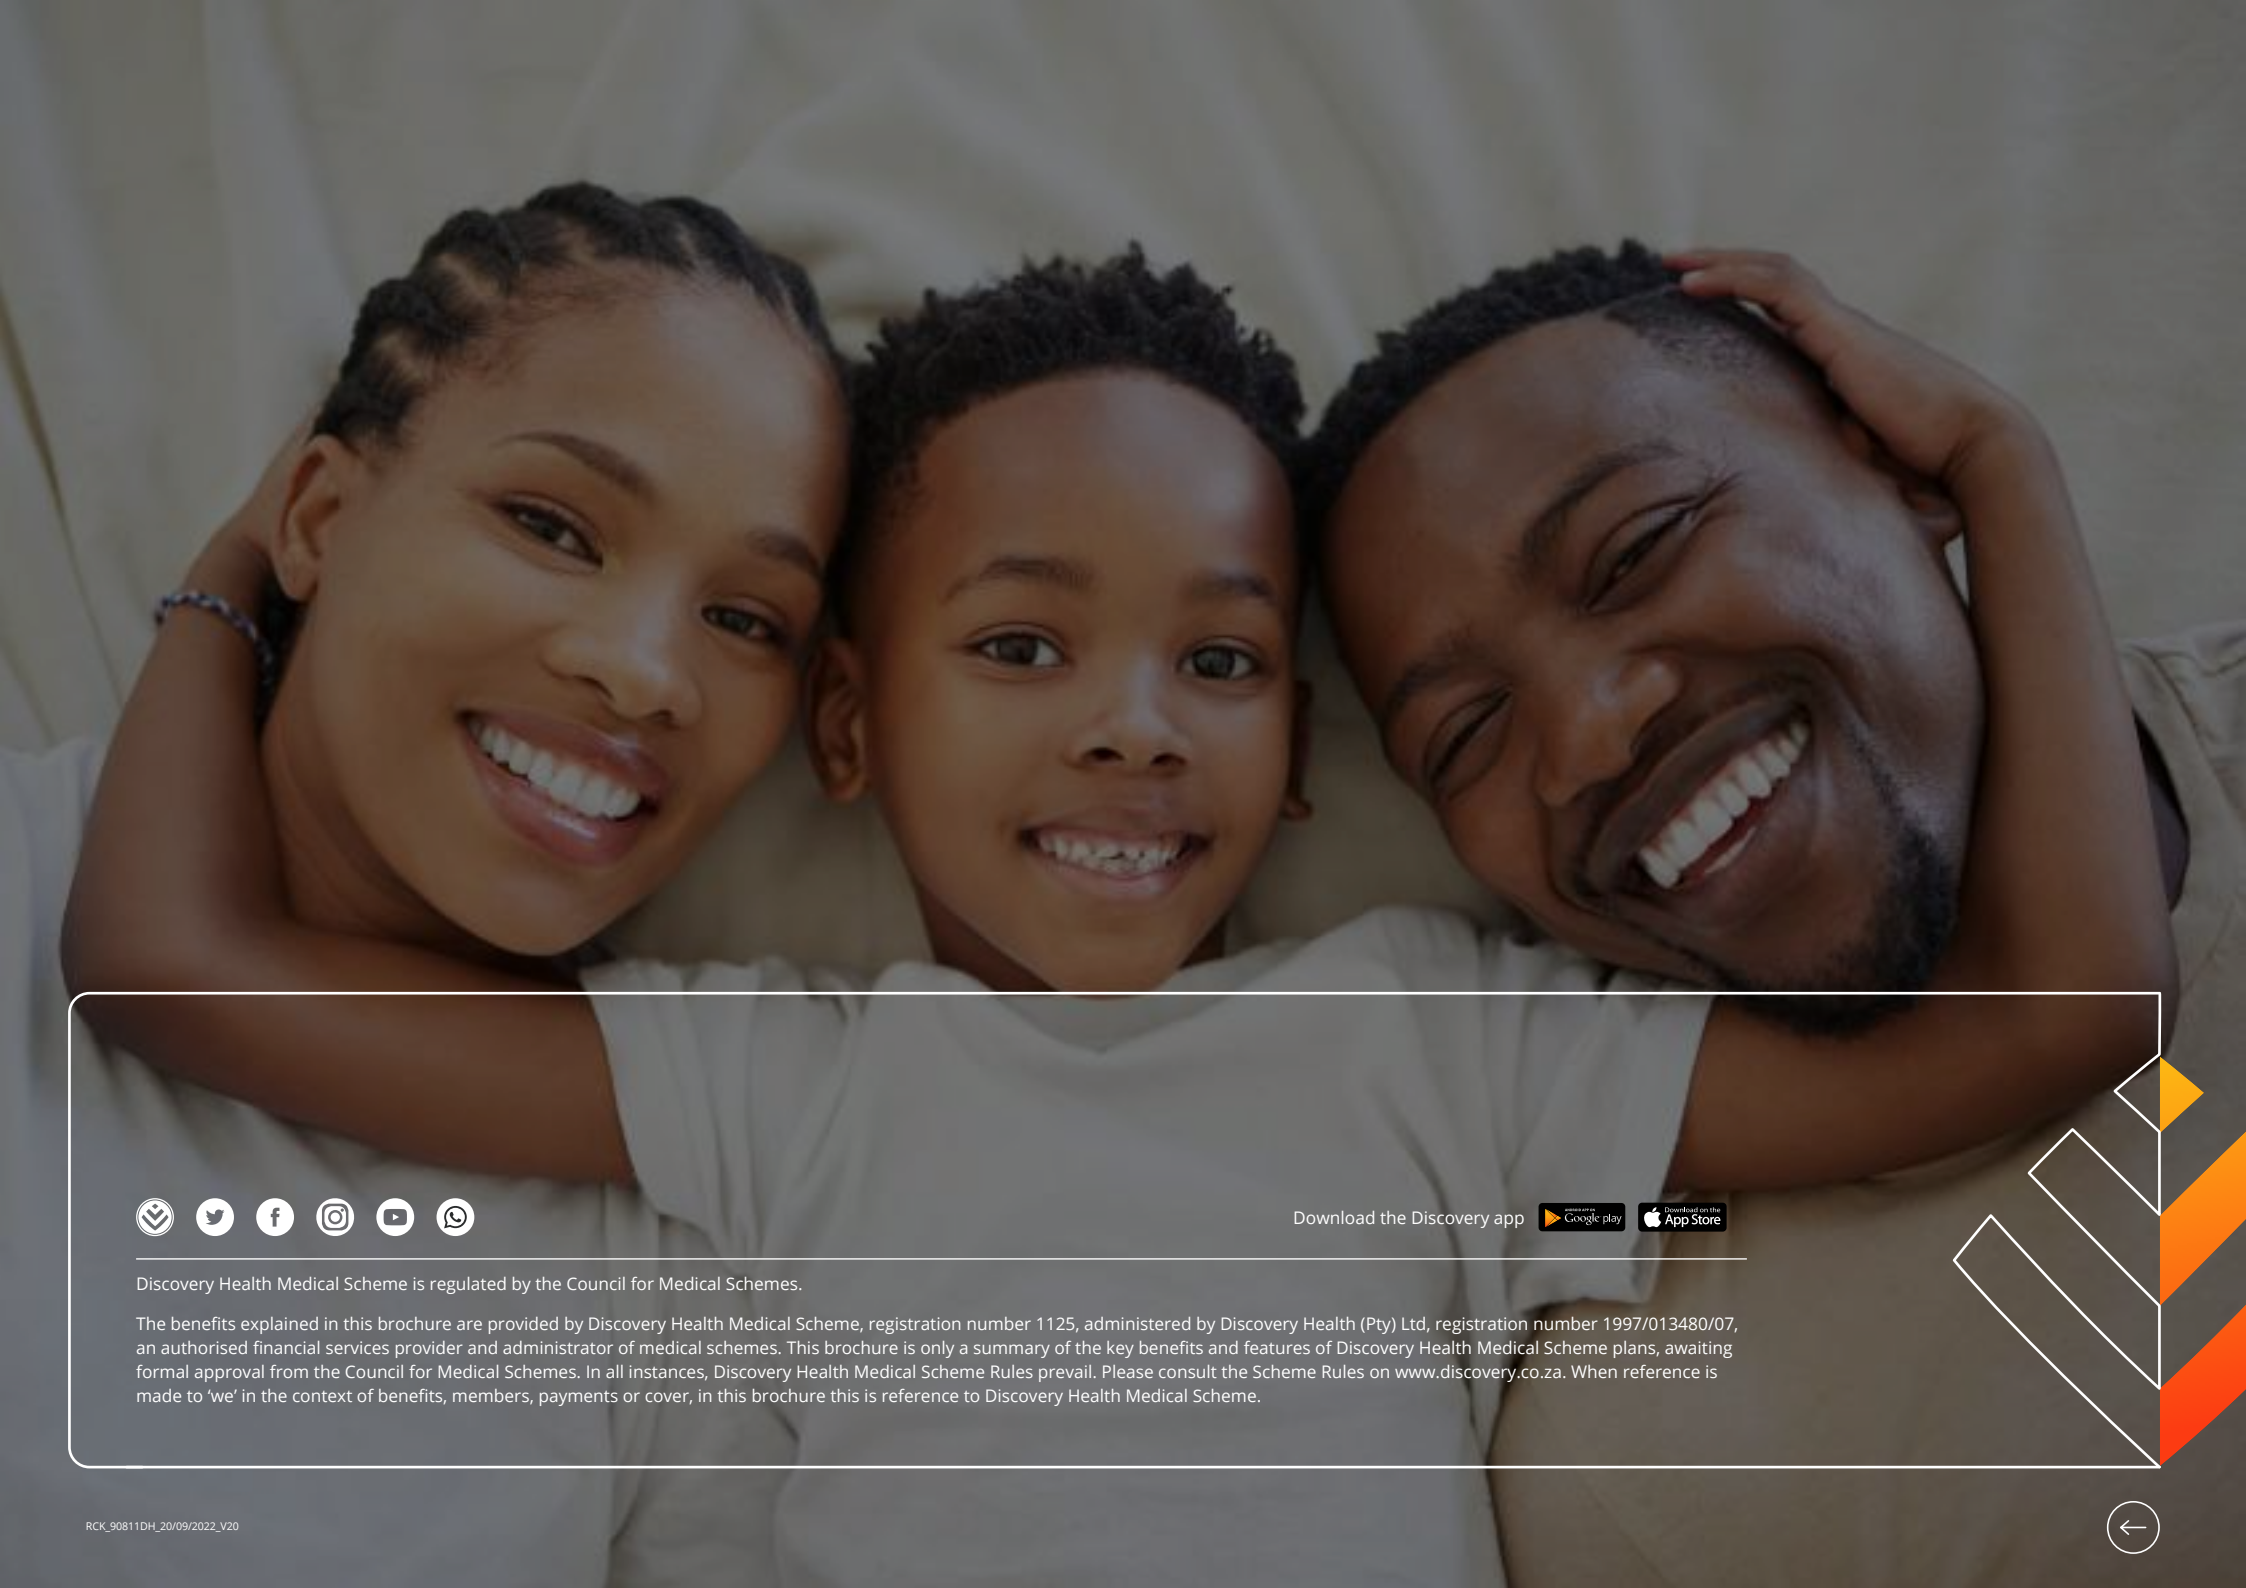 Download the Discovery app
ANDROID APP ON
Google play
Download on the
App Store
Discovery Health Medical Scheme is regulated by the Council for Medical Schemes.
The benefits explained in this brochure are provided by Discovery Health Medical Scheme, registration number 1125, administered by Discovery Health (Pty) Ltd, registration number 1997/013480/07,
an authorised financial services provider and administrator of medical schemes. This brochure is only a summary of the key benefits and features of Discovery Health Medical Scheme plans, awaiting
formal approval from the Council for Medical Schemes. In all instances, Discovery Health Medical Scheme Rules prevail. Please consult the Scheme Rules on www.discovery.co.za. When reference is
made to ‘we’ in the context of benefits, members, payments or cover, in this brochure this is reference to Discovery Health Medical Scheme.
RCK_90811DH_20/09/2022_V20